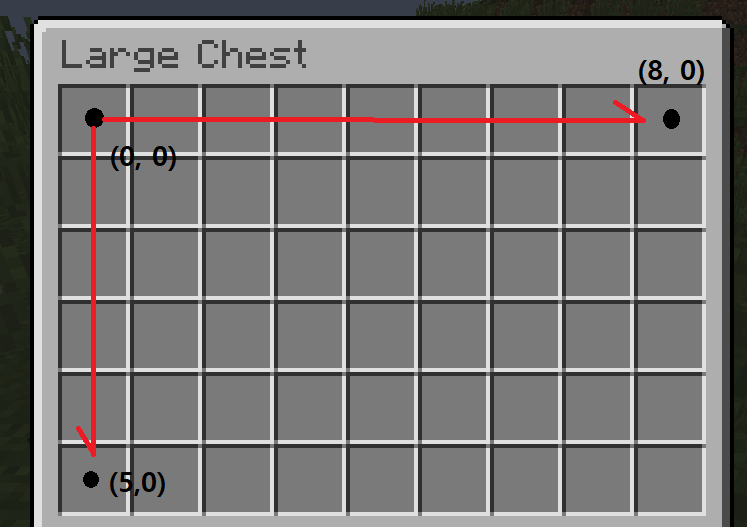 Large Chest
(8, 0)
(0, 0)
(5,0)